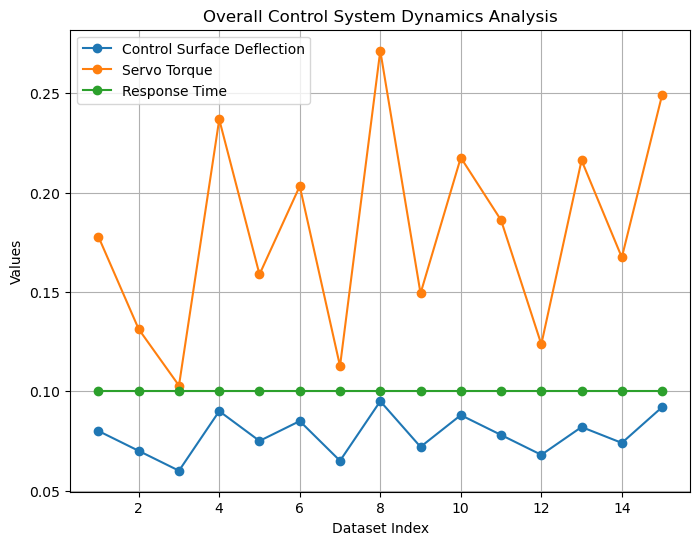 Overall Control System Dynamics Analysis
Control Surface Deflection
Servo Torque
Response Time
Values
0.25
0.20
0.15
0.10
0.05
2 4 6 8 10 12 14
Dataset Index